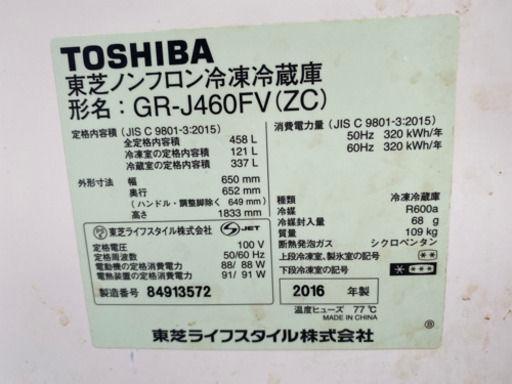 TOSHIBA
東芝ノンフロン冷凍冷蔵庫
形名：GR-J460FV(ZC)
定格内容積 (JIS C 9801-3:2015)
全定格内容積 458 L
冷凍室の定格内容積 121 L
冷蔵室の定格内容積 337 L
外形寸法 幅 650 mm
奥行 652 mm
(ハンドル・調整脚除く 649 mm)
高さ 1833 mm
東芝ライフスタイル株式会社 JET
定格電圧 100 V
定格周波数 50/60 Hz
電動機の定格消費電力 88/ 88 W
電熱装置の定格消費電力 91/ 91 W
製造番号 84913572
消費電力量 (JIS C 9801-3:2015)
50Hz 320 kWh/年
60Hz 320 kWh/年
種類 冷凍冷蔵庫
冷媒 R600a
冷媒封入量 68 g
質量 109 kg
断熱発泡ガス シクロペンタン
上段冷凍室、製氷室の記号 **
下段冷凍室の記号 * ***
2016 年製
温度ヒューズ 77℃
MADE IN CHINA
東芝ライフスタイル株式会社
Ⓑ